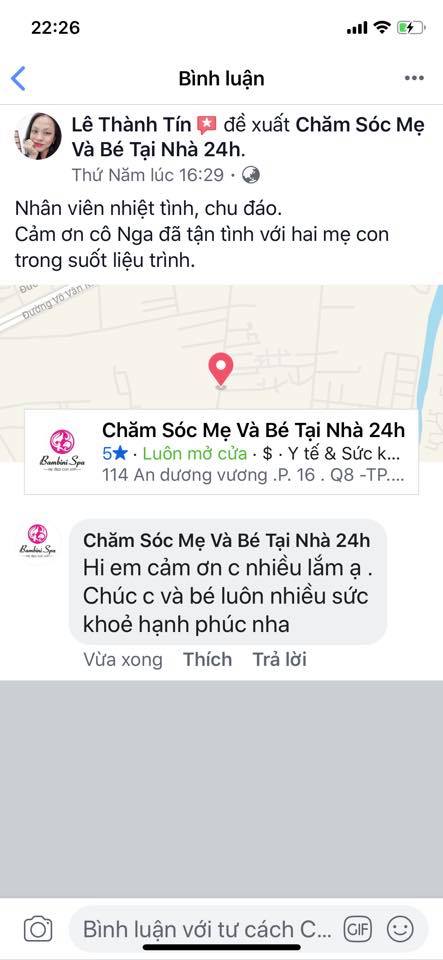 22:26
Bình luận
Lê Thành Tín đề xuất Chăm Sóc Mẹ
Và Bé Tại Nhà 24h.
Thứ Năm lúc 16:29 ·
Nhân viên nhiệt tình, chu đáo.
Cảm ơn cô Nga đã tận tình với hai mẹ con
trong suốt liệu trình.
Đường Võ Văn
Chăm Sóc Mẹ Và Bé Tại Nhà 24h
5★ · Luôn mở cửa · $ · Y tế & Sức k...
114 An dương vương .P. 16 . Q8 -TP....
Bambini Spa
Chăm Sóc Mẹ Và Bé Tại Nhà 24h
Hi em cảm ơn c nhiều lắm ạ .
Chúc c và bé luôn nhiều sức
khoẻ hạnh phúc nha
Bambini Spa
Vừa xong Thích Trả lời
Bình luận với tư cách C... GIF